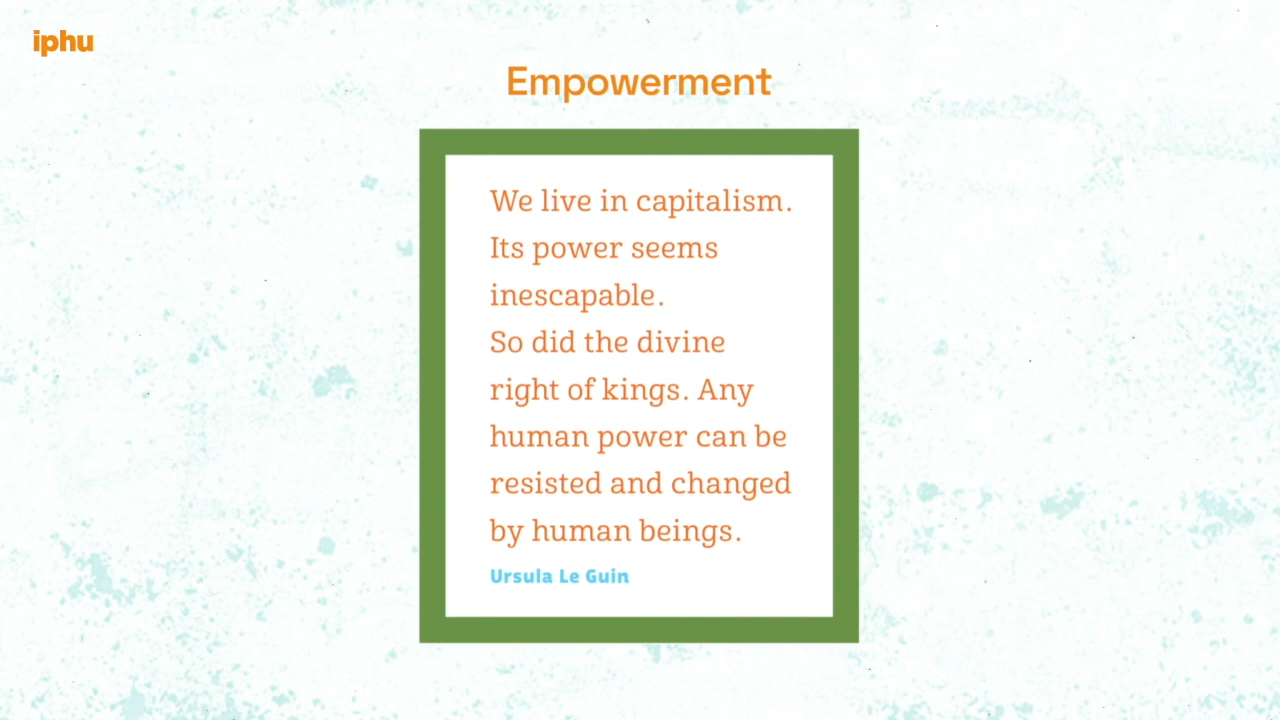 iphu
Empowerment
We live in capitalism.
Its power seems
inescapable.
So did the divine
right of kings. Any
human power can be
resisted and changed
by human beings.
Ursula Le Guin